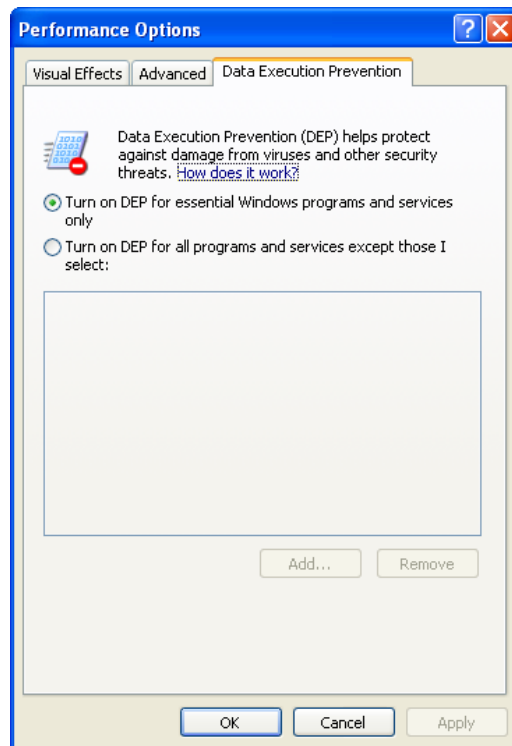 Performance Options
Visual Effects
Advanced
Data Execution Prevention
Data Execution Prevention (DEP) helps protect
against damage from viruses and other security
threats. How does it work?
Turn on DEP for essential Windows programs and services
only
Turn on DEP for all programs and services except those I
select:
Add...
Remove
OK
Cancel
Apply